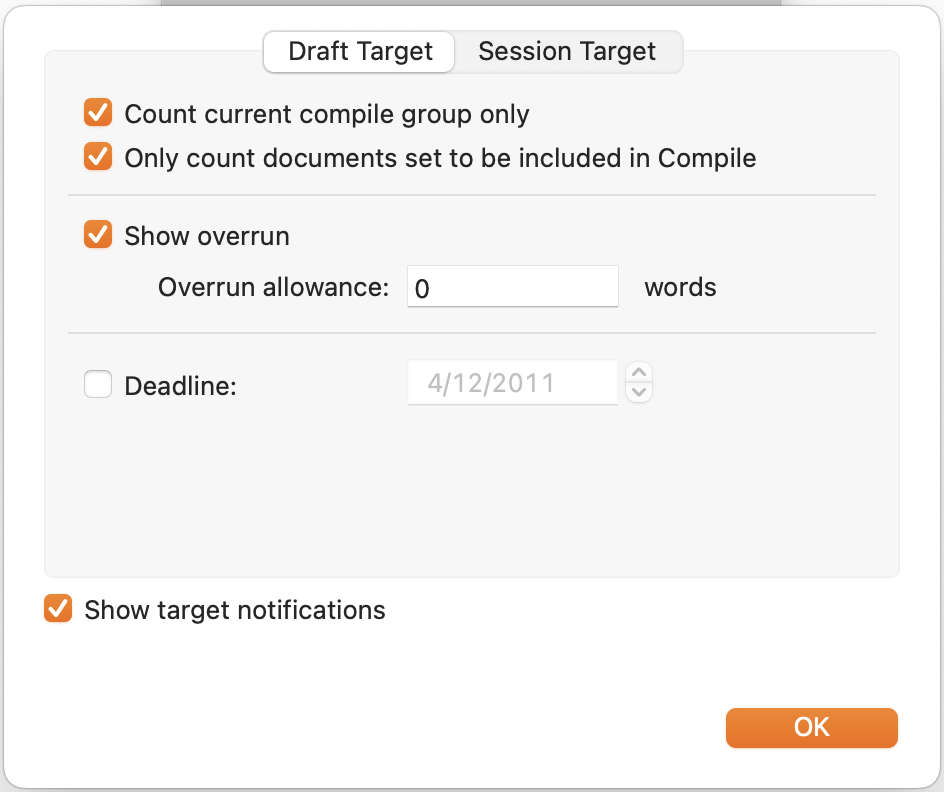 Draft Target Session Target
Count current compile group only
Only count documents set to be included in Compile
Show overrun
Overrun allowance: 0 words
Deadline: 4/12/2011
Show target notifications
OK